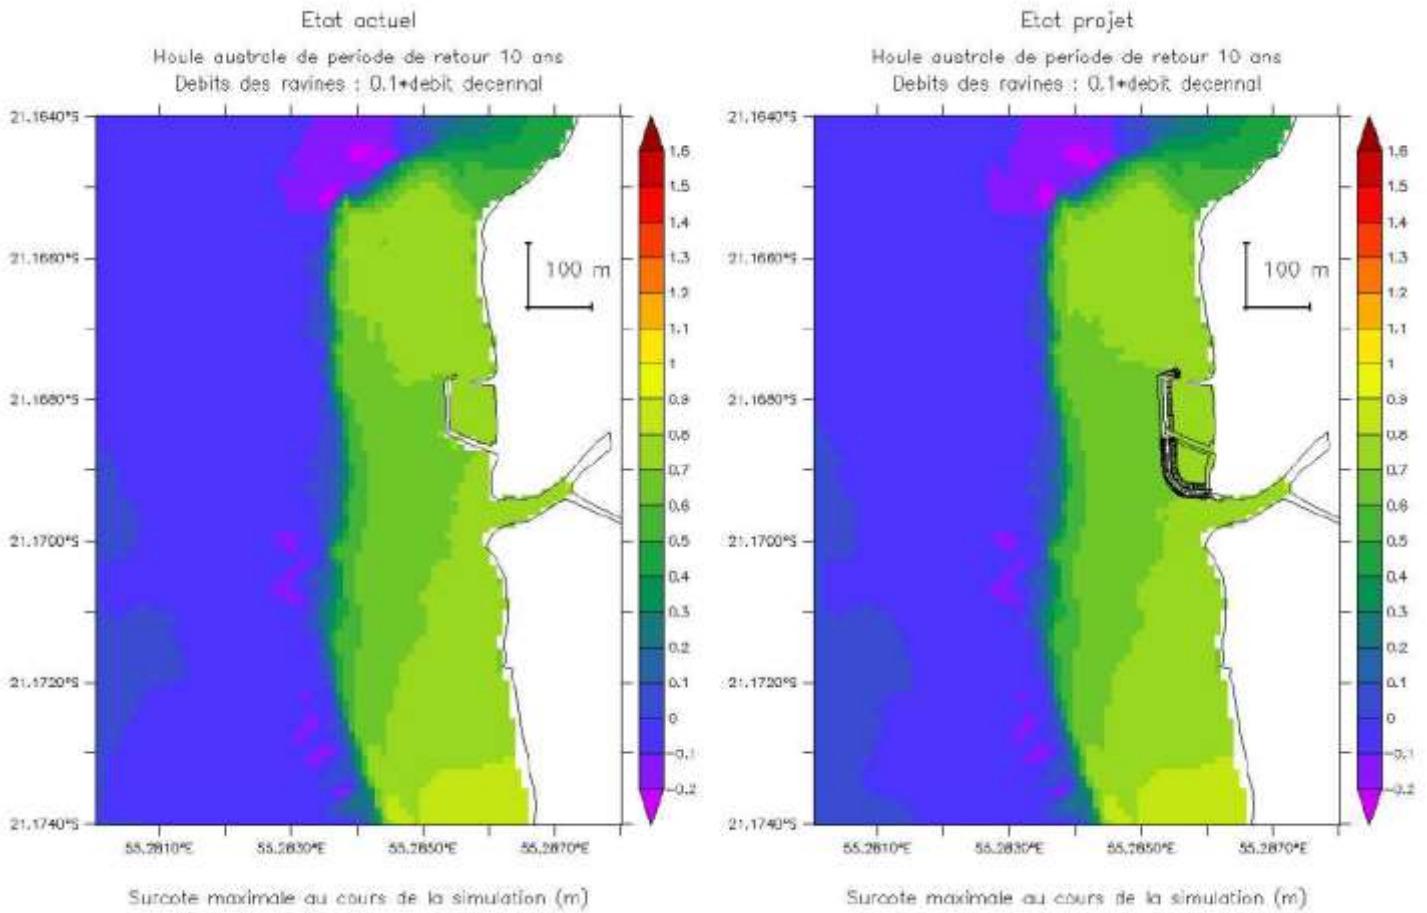 Etat actuel
Houle australe de periode de retour 10 ans
Debits des ravines : 0.1*debit decennal
21.1640°S
21.1660°S
21.1680°S
21.1700°S
21.1720°S
21.1740°S
55.2810°E
55.2830°E
55.2850°E
55.2870°E
100 m
1.6
1.5
1.4
1.3
1.2
1.1
1
0.9
0.8
0.7
0.6
0.5
0.4
0.3
0.2
0.1
0
-0.1
-0.2
Surcote maximale au cours de la simulation (m)
Etat projet
Houle australe de periode de retour 10 ans
Debits des ravines : 0.1*debit decennal
21.1640°S
21.1660°S
21.1680°S
21.1700°S
21.1720°S
21.1740°S
55.2810°E
55.2830°E
55.2850°E
55.2870°E
100 m
1.6
1.5
1.4
1.3
1.2
1.1
1
0.9
0.8
0.7
0.6
0.5
0.4
0.3
0.2
0.1
0
-0.1
-0.2
Surcote maximale au cours de la simulation (m)